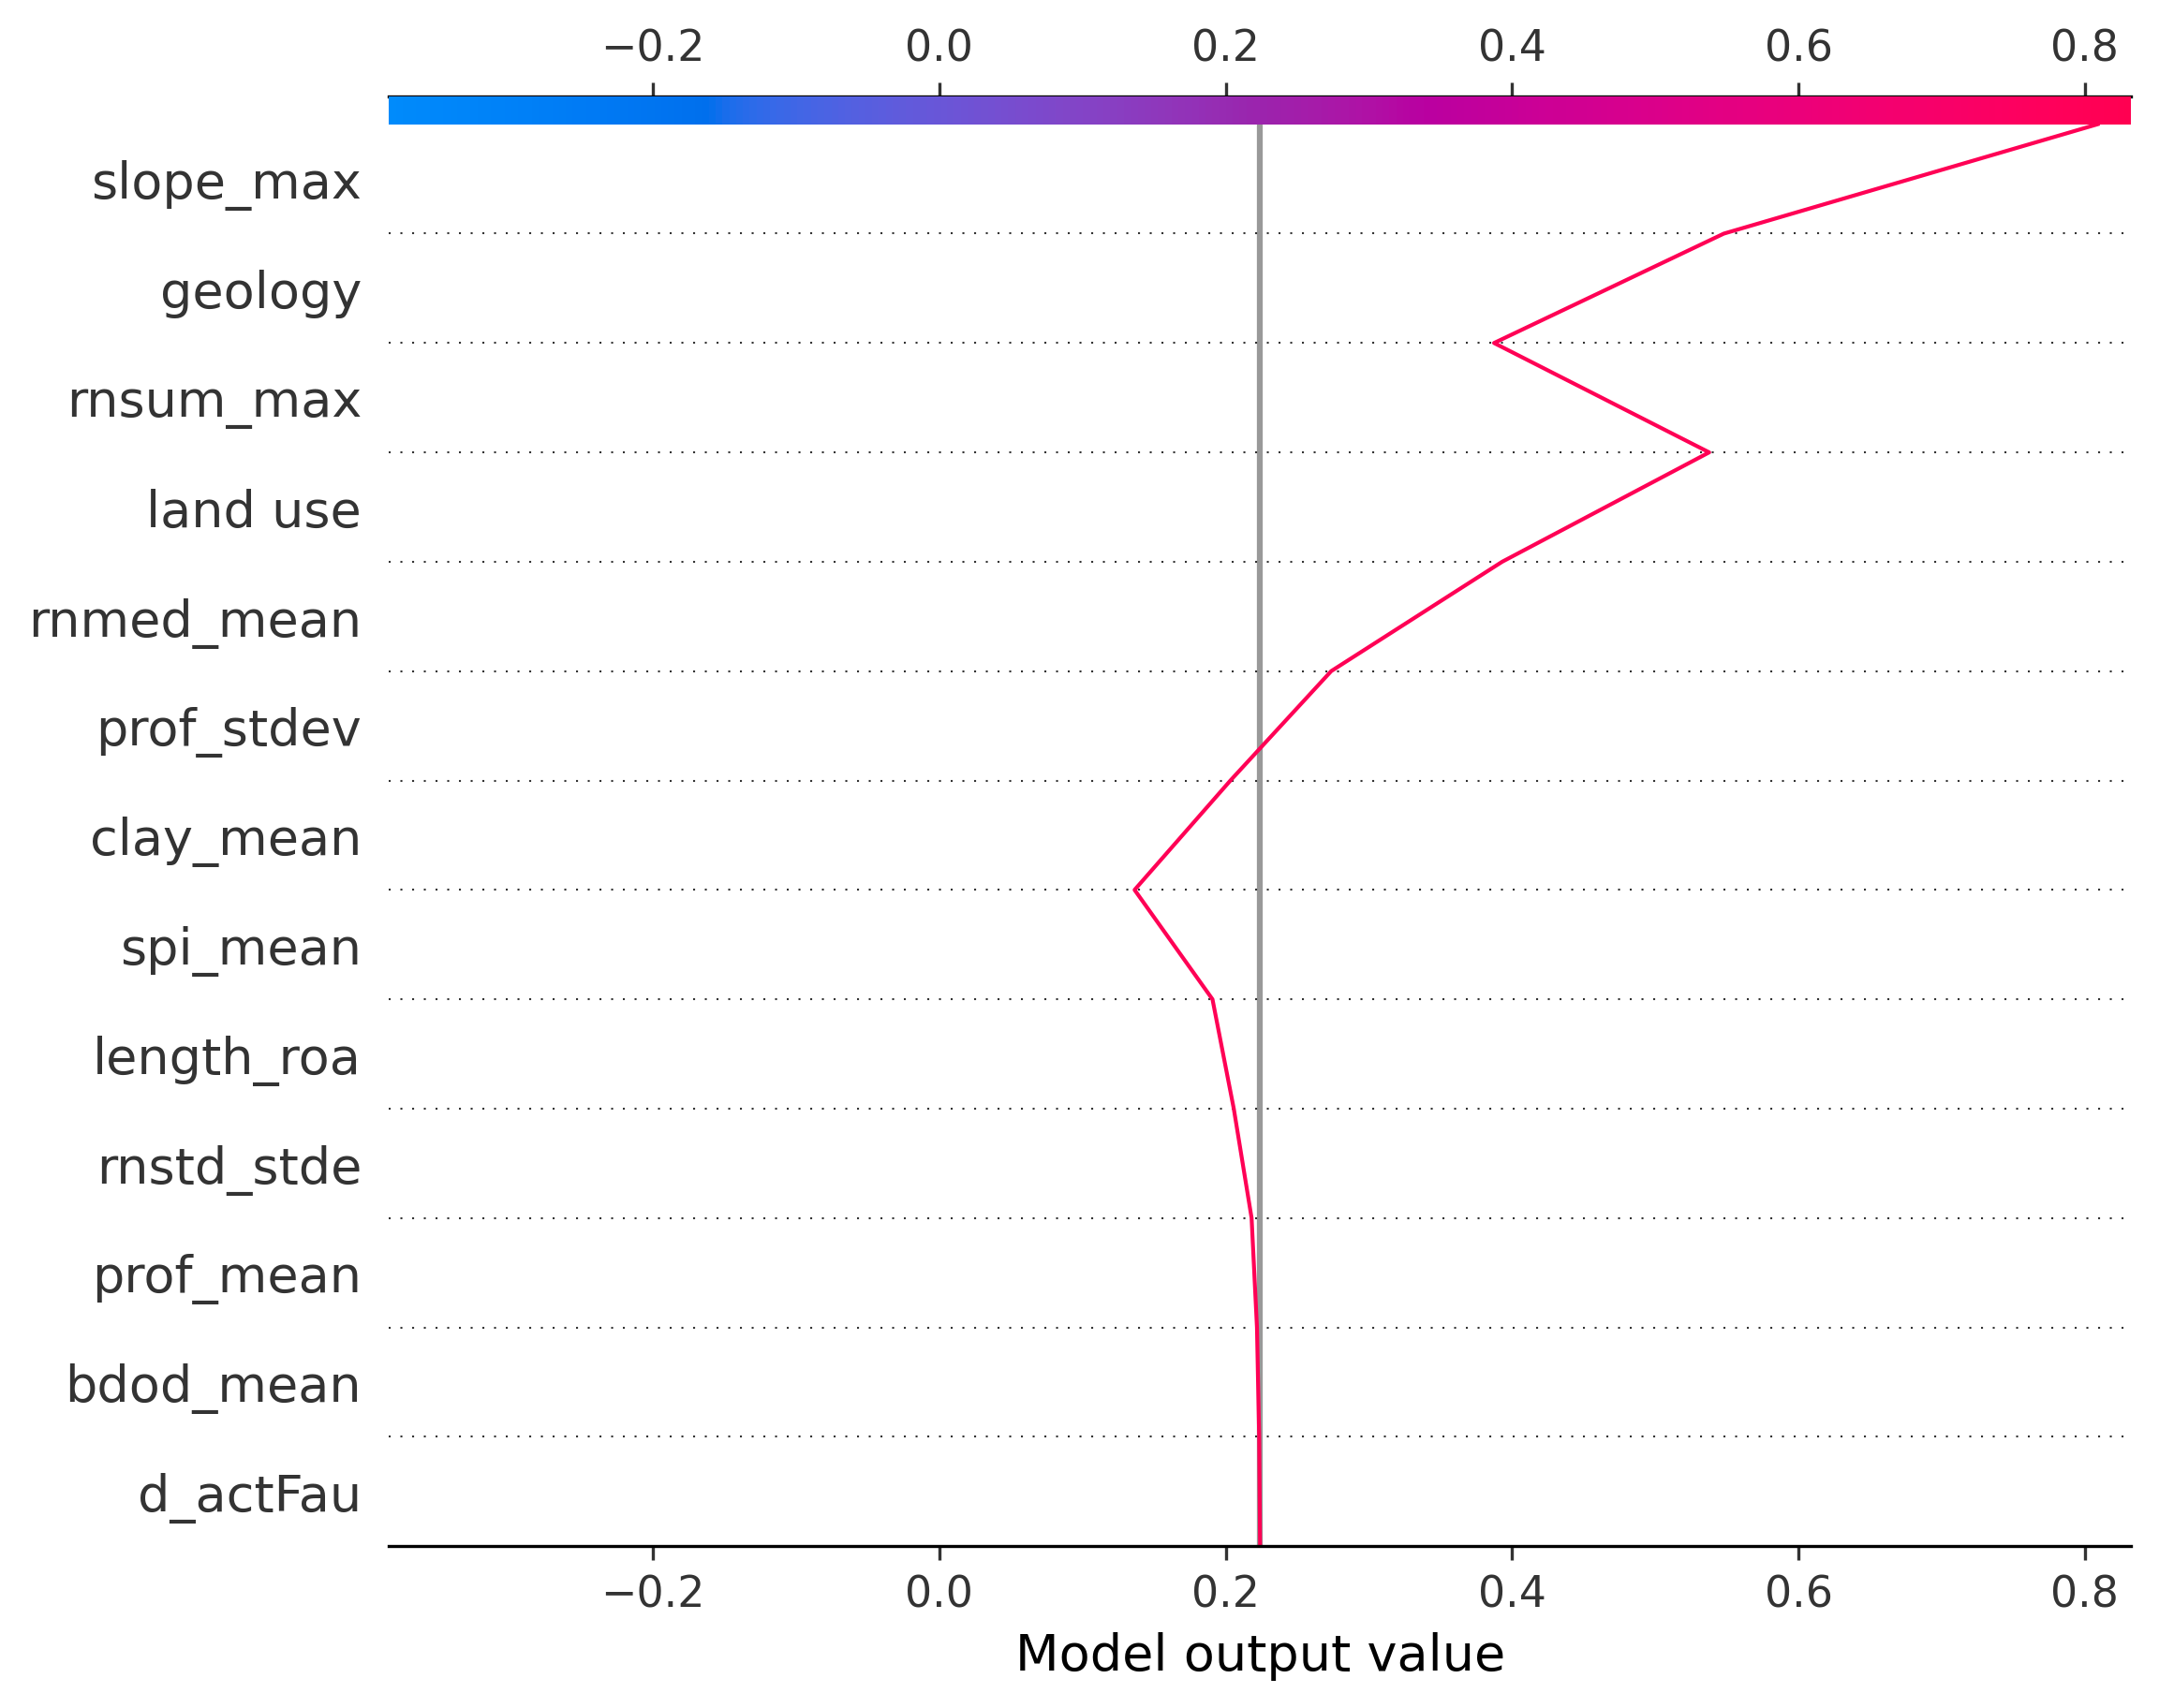 −0.2 0.0 0.2 0.4 0.6 0.8
slope_max
geology
rnsum_max
land use
rnmed_mean
prof_stdev
clay_mean
spi_mean
length_roa
rnstd_stde
prof_mean
bdod_mean
d_actFau
−0.2 0.0 0.2 0.4 0.6 0.8
Model output value